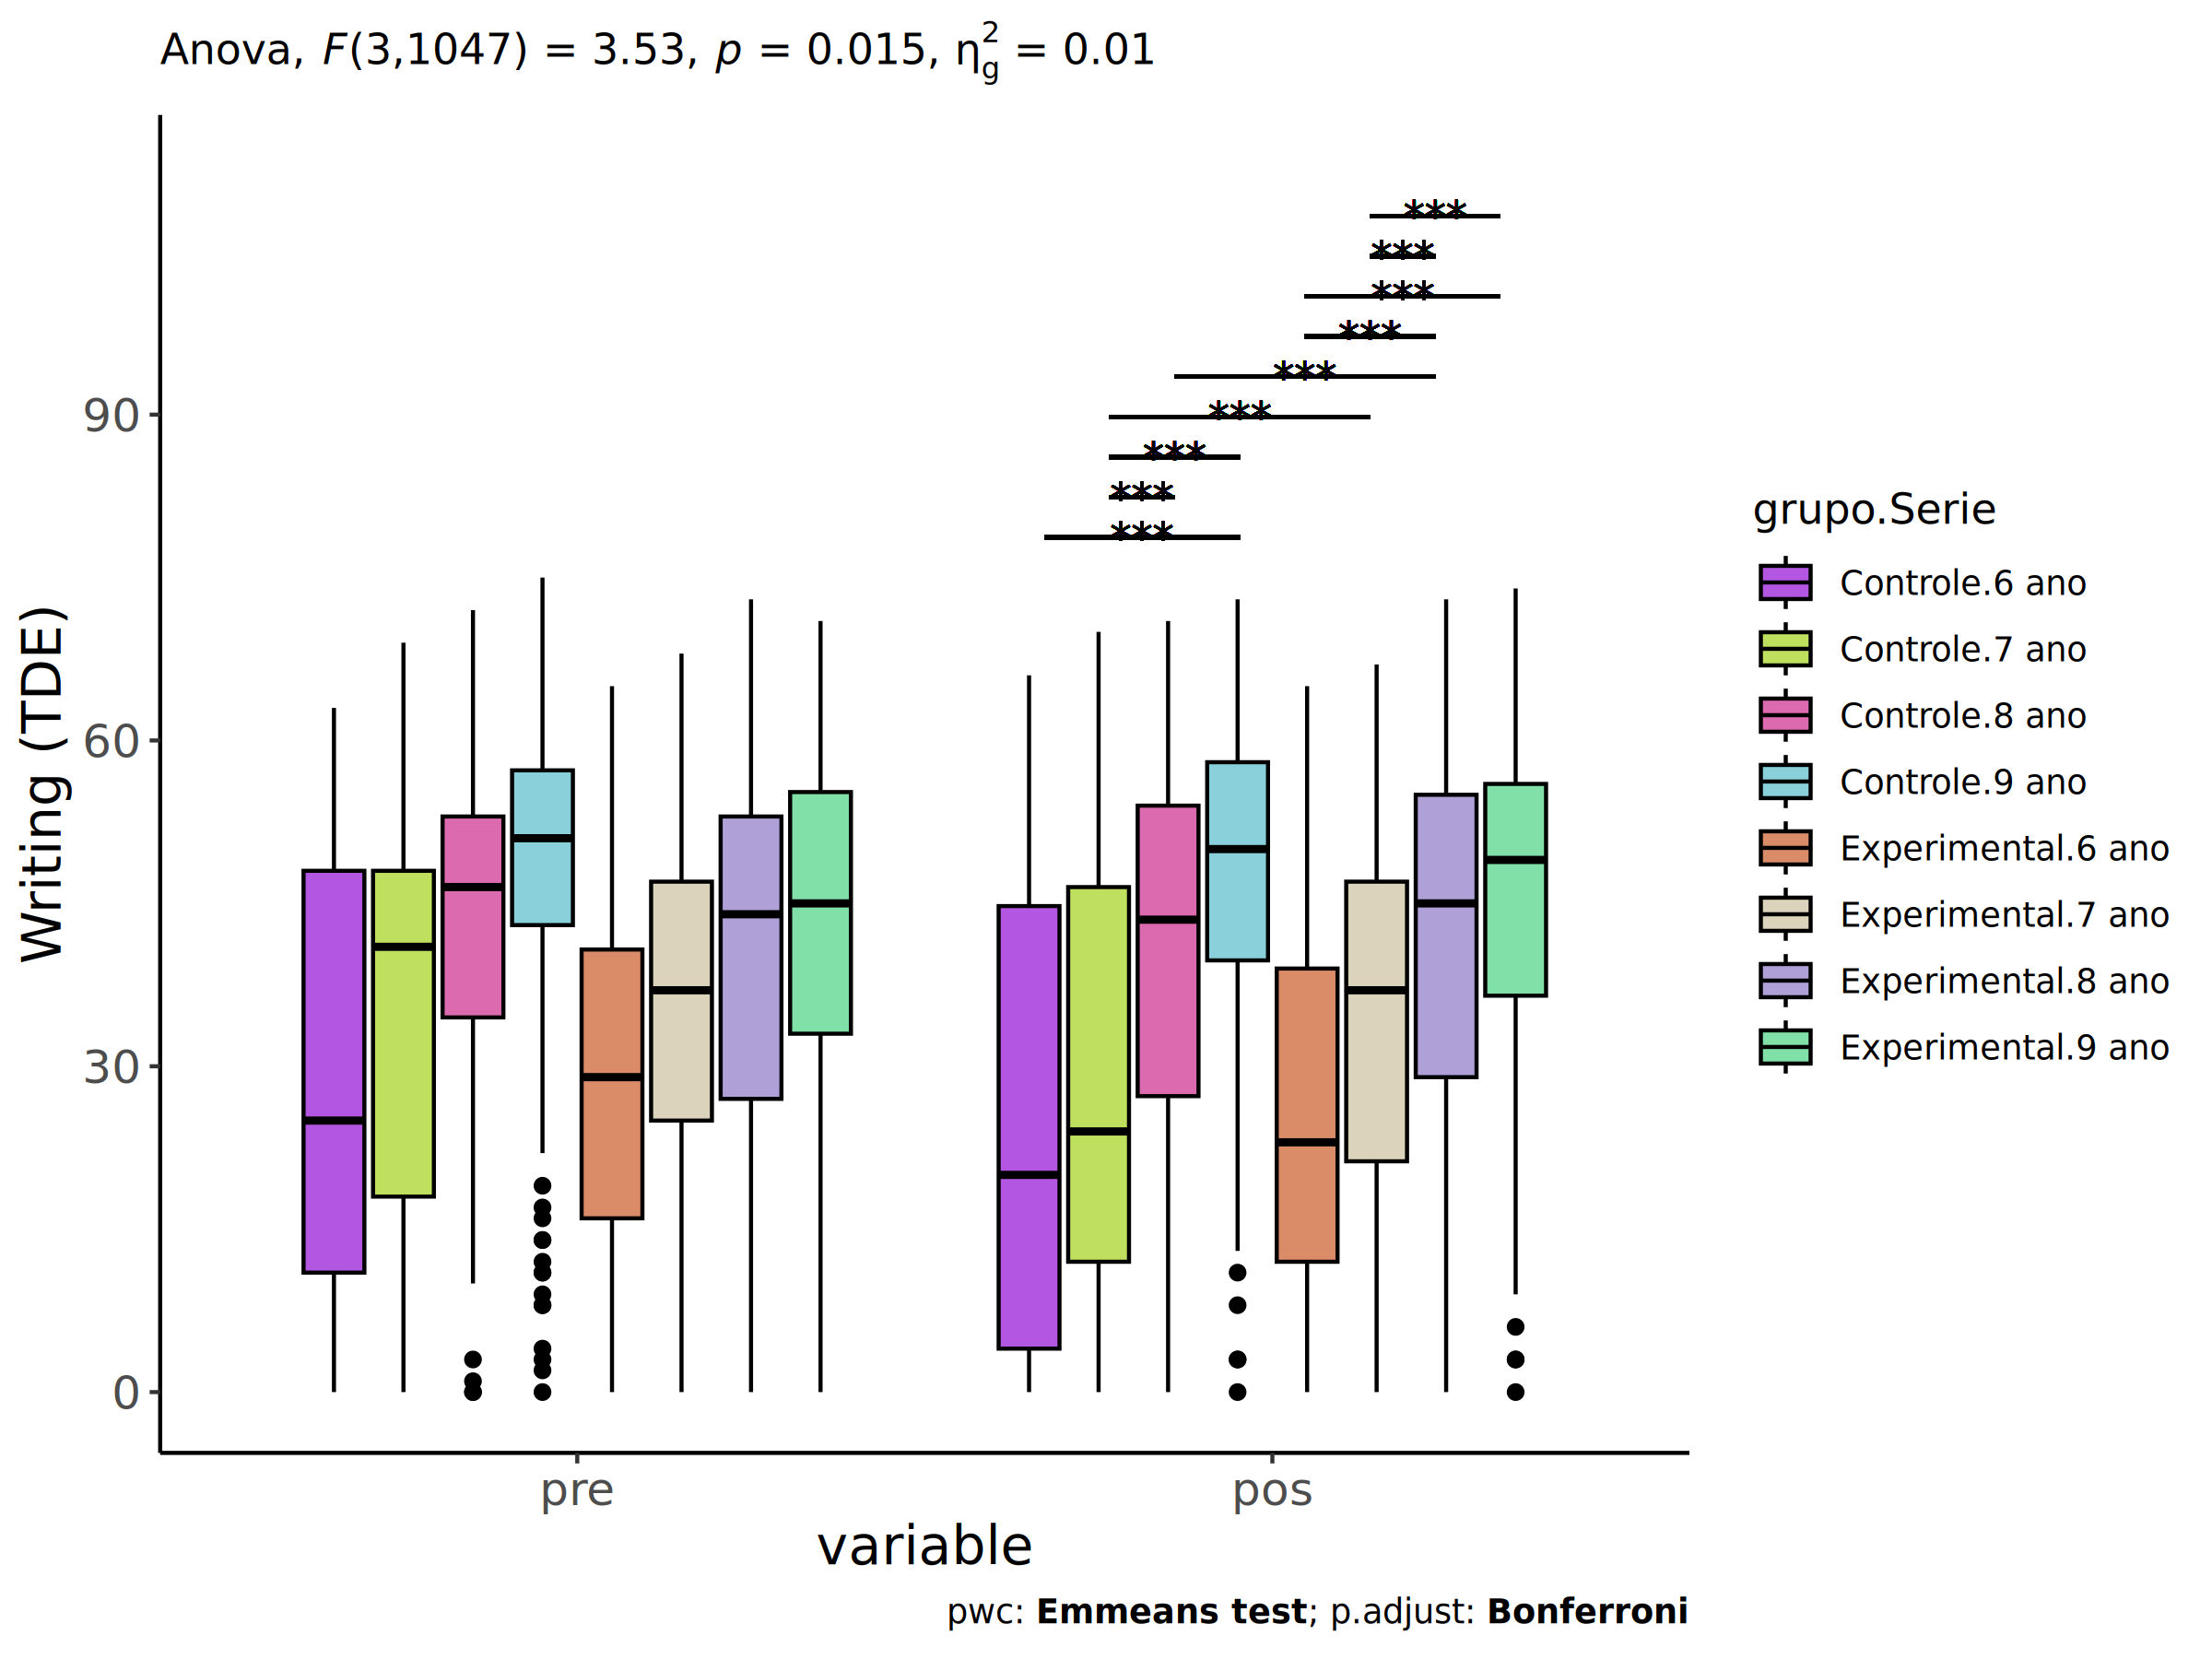 Anova, F(3,1047) = 3.53, p = 0.015, η²g = 0.01
***
***
***
***
***
***
***
***
***
90
60
30
0
Writing (TDE)
pre pos
variable
pwc: Emmeans test; p.adjust: Bonferroni
grupo.Serie
Controle.6 ano
Controle.7 ano
Controle.8 ano
Controle.9 ano
Experimental.6 ano
Experimental.7 ano
Experimental.8 ano
Experimental.9 ano